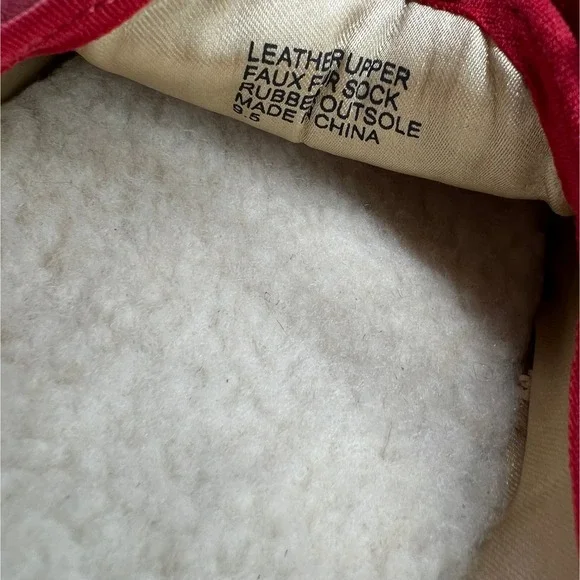 LEATHER UPPER
FAUX FUR SOCK
RUBBER OUTSOLE
MADE IN CHINA
9.5